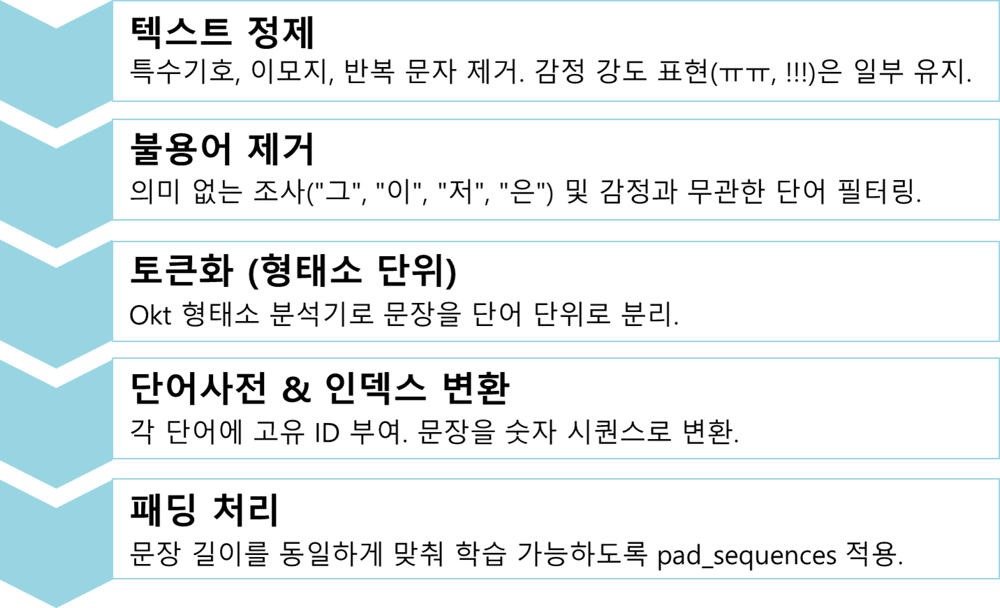 텍스트 정제
특수기호, 이모지, 반복 문자 제거. 감정 강도 표현(ㅠㅠ, !!!)은 일부 유지.
불용어 제거
의미 없는 조사("그", "이", "저", "은") 및 감정과 무관한 단어 필터링.
토큰화 (형태소 단위)
Okt 형태소 분석기로 문장을 단어 단위로 분리.
단어사전 & 인덱스 변환
각 단어에 고유 ID 부여. 문장을 숫자 시퀀스로 변환.
패딩 처리
문장 길이를 동일하게 맞춰 학습 가능하도록 pad_sequences 적용.